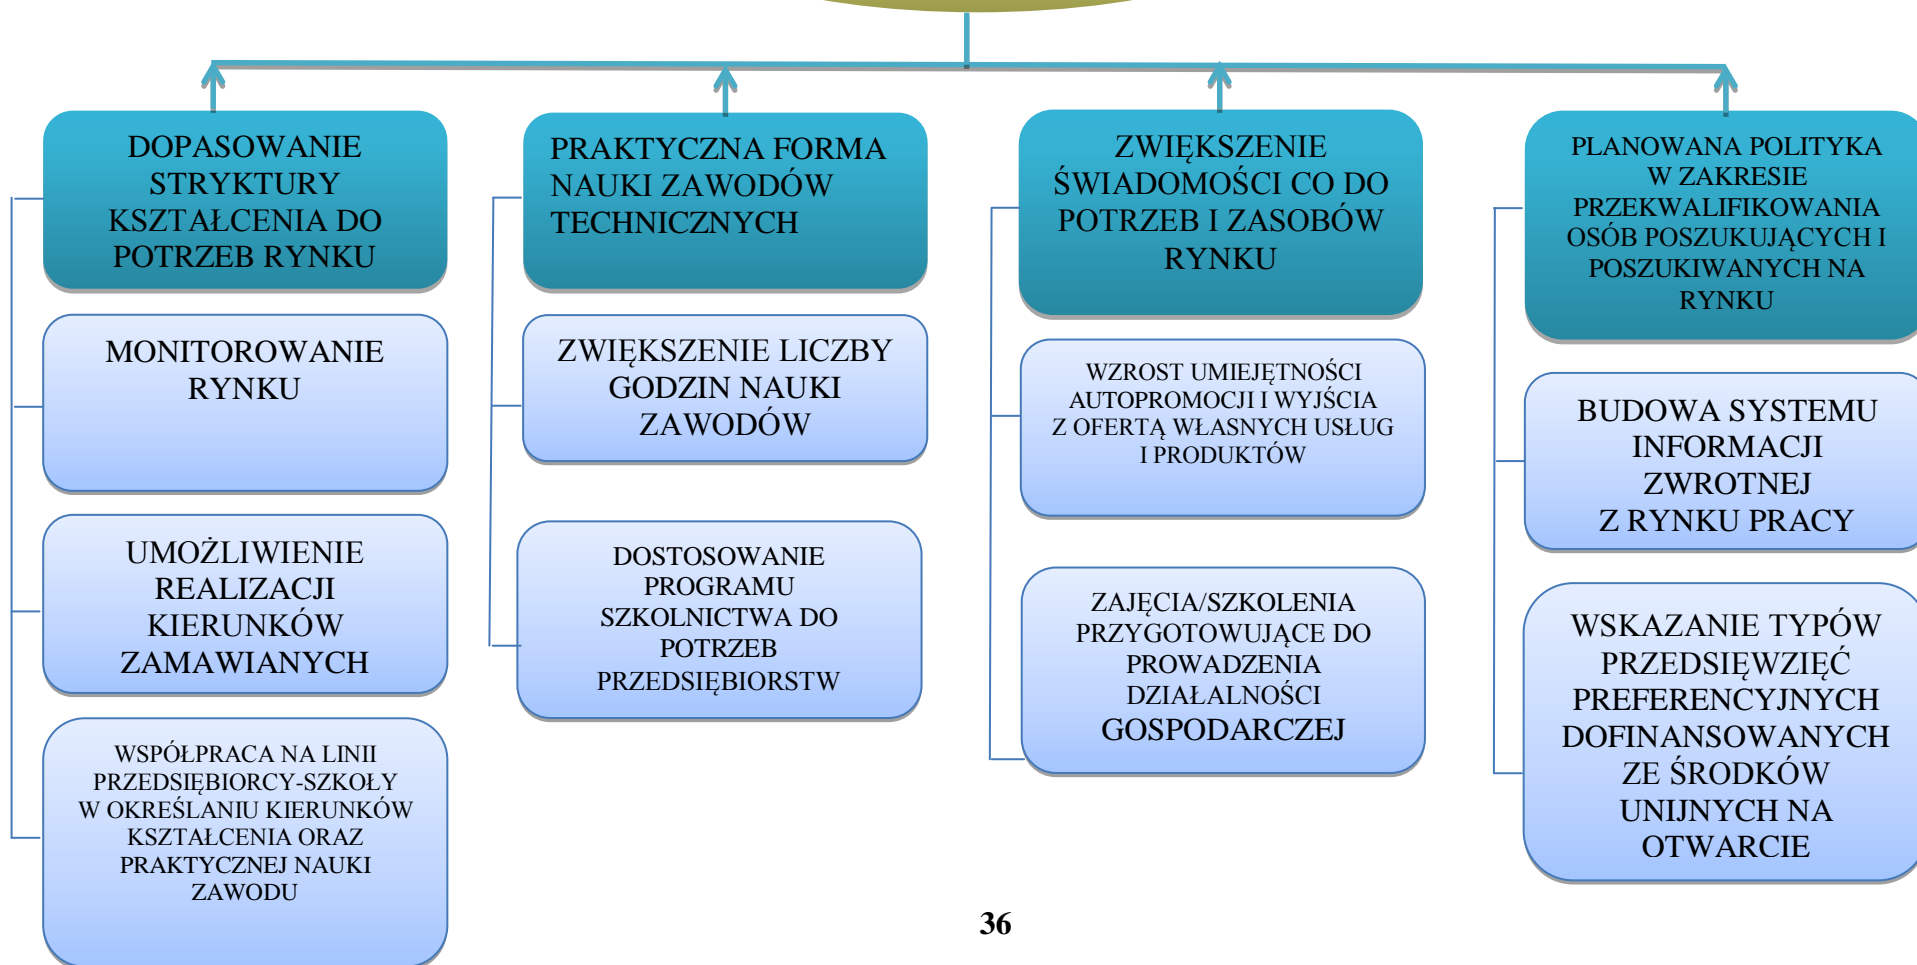 DOPASOWANIE
STRYKTURY
KSZTAŁCENIA DO
POTRZEB RYNKU
MONITOROWANIE
RYNKU
UMOŻLIWIENIE
REALIZACJI
KIERUNKÓW
ZAMAWIANYCH
WSPÓŁPRACA NA LINII
PRZEDSIĘBIORCY-SZKOŁY
W OKREŚLANIU KIERUNKÓW
KSZTAŁCENIA ORAZ
PRAKTYCZNEJ NAUKI
ZAWODU
PRAKTYCZNA FORMA
NAUKI ZAWODÓW
TECHNICZNYCH
ZWIĘKSZENIE LICZBY
GODZIN NAUKI
ZAWODÓW
DOSTOSOWANIE
PROGRAMU
SZKOLNICTWA DO
POTRZEB
PRZEDSIĘBIORSTW
ZWIĘKSZENIE
ŚWIADOMOŚCI CO DO
POTRZEB I ZASOBÓW
RYNKU
WZROST UMIEJĘTNOŚCI
AUTOPROMOCJI I WYJŚCIA
Z OFERTĄ WŁASNYCH USŁUG
I PRODUKTÓW
ZAJĘCIA/SZKOLENIA
PRZYGOTOWUJĄCE DO
PROWADZENIA
DZIAŁALNOŚCI
GOSPODARCZEJ
PLANOWANA POLITYKA
W ZAKRESIE
PRZEKWALIFIKOWANIA
OSÓB POSZUKUJĄCYCH I
POSZUKIWANYCH NA
RYNKU
BUDOWA SYSTEMU
INFORMACJI
ZWROTNEJ
Z RYNKU PRACY
WSKAZANIE TYPÓW
PRZEDSIĘWZIĘĆ
PREFERENCYJNYCH
DOFINANSOWANYCH
ZE ŚRODKÓW
UNIJNYCH NA
OTWARCIE
36